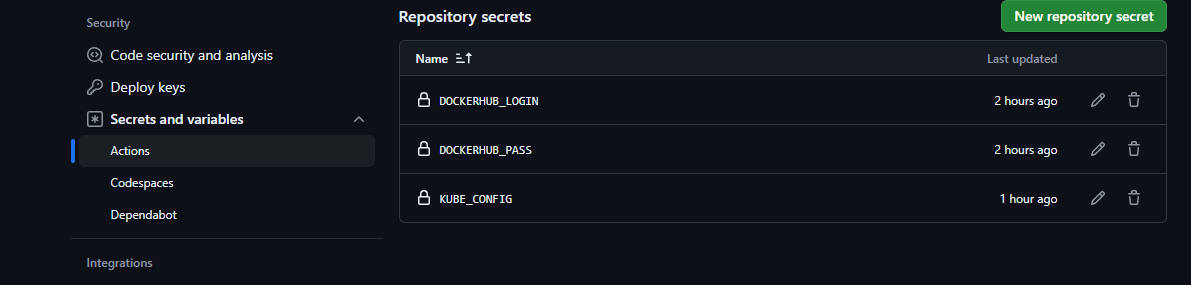 Security
Code security and analysis
Deploy keys
Secrets and variables
Actions
Codespaces
Dependabot
Integrations
Repository secrets
New repository secret
Name Last updated
DOCKERHUB_LOGIN 2 hours ago
DOCKERHUB_PASS 2 hours ago
KUBE_CONFIG 1 hour ago